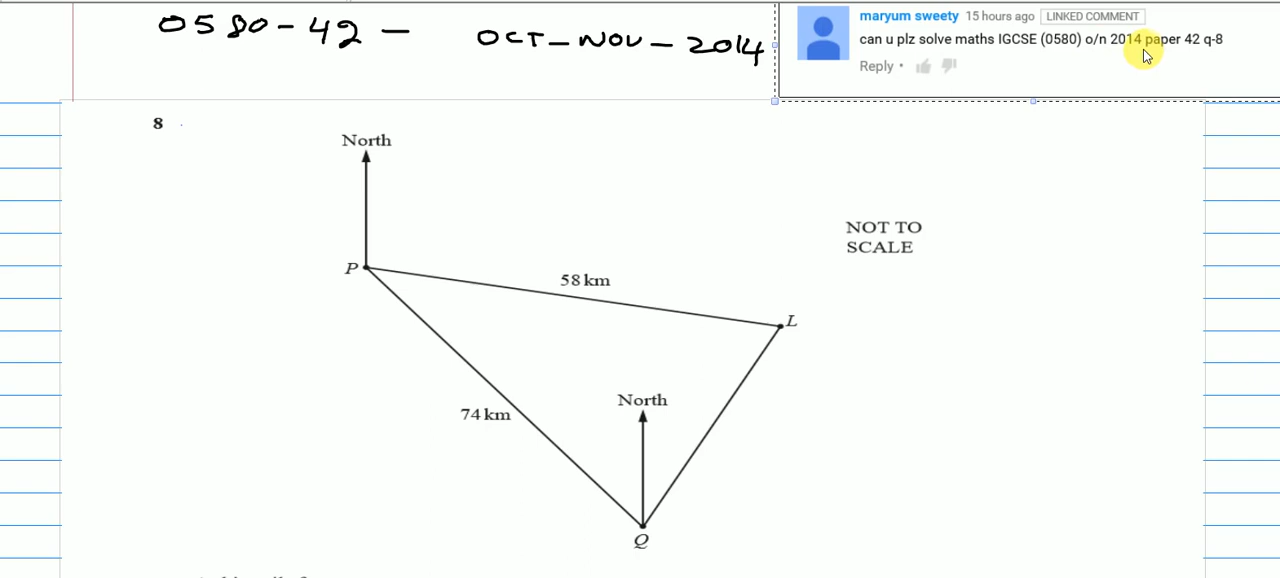 0580-42 - OCT-NOV-2014
maryum sweety 15 hours ago LINKED COMMENT
can u plz solve maths IGCSE (0580) o/n 2014 paper 42 q-8
Reply •
8
North
NOT TO
SCALE
P
58 km
L
North
74 km
Q